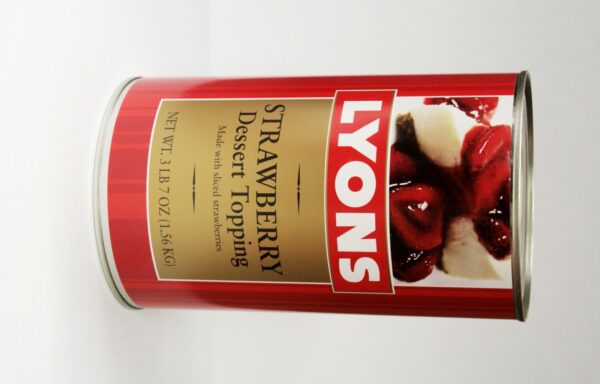 LYONS
STRAWBERRY
Dessert Topping
Made with sliced strawberries
NET WT. 3 LB 7 OZ (1.56 KG)